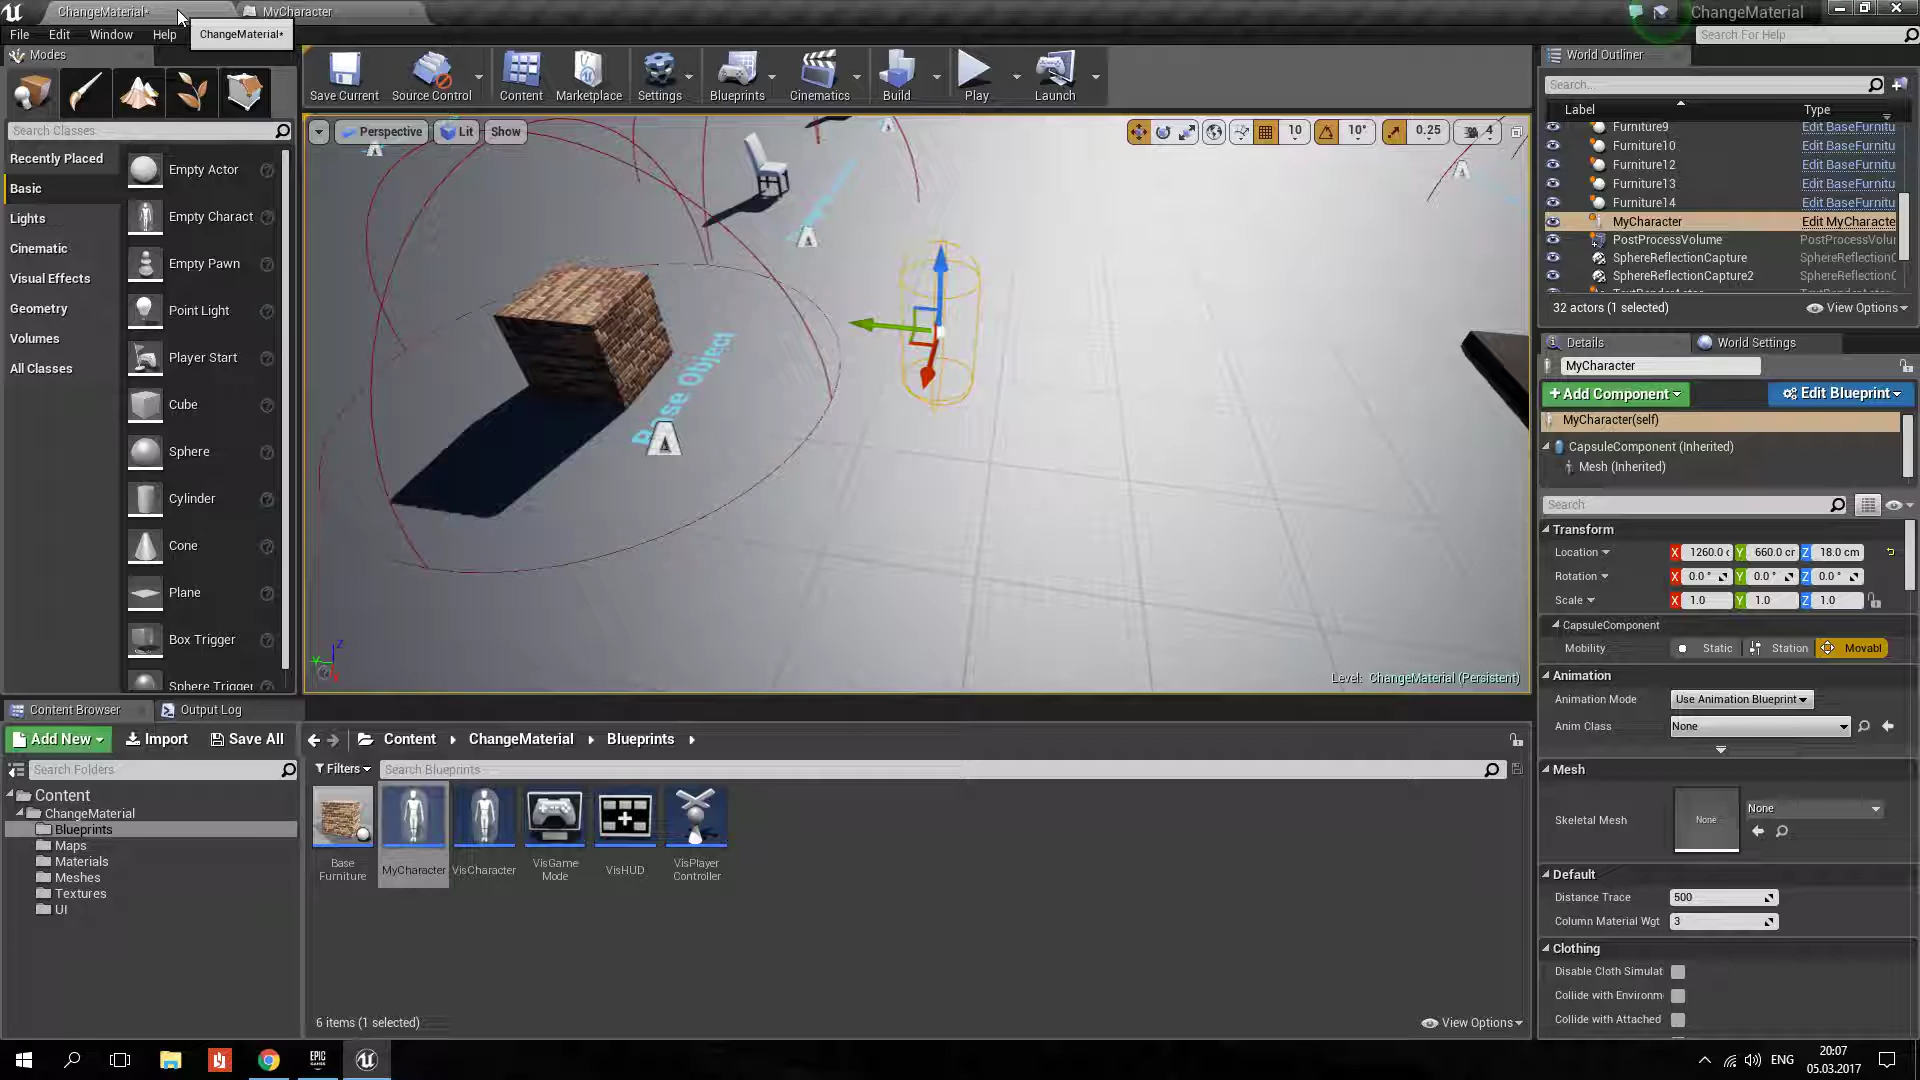 ChangeMaterial*
MyCharacter
ChangeMaterial
File
Edit
Window
Help
ChangeMaterial*
Search For Help
Modes
Search Classes
Recently Placed
Basic
Lights
Cinematic
Visual Effects
Geometry
Volumes
All Classes
Empty Actor
Empty Charact
Empty Pawn
Point Light
Player Start
Cube
Sphere
Cylinder
Cone
Plane
Box Trigger
Sphere Trigger
Save Current
Source Control
Content
Marketplace
Settings
Blueprints
Cinematics
Build
Play
Launch
Perspective
Lit
Show
10
10°
0.25
4
Base Object
Level: ChangeMaterial (Persistent)
World Outliner
Search...
Label
Type
Furniture9
Edit BaseFurnitu
Furniture10
Edit BaseFurnitu
Furniture12
Edit BaseFurnitu
Furniture13
Edit BaseFurnitu
Furniture14
Edit BaseFurnitu
MyCharacter
Edit MyCharacte
PostProcessVolume
PostProcessVolu
SphereReflectionCapture
SphereReflectionC
SphereReflectionCapture2
SphereReflectionC
32 actors (1 selected)
View Options
Details
World Settings
MyCharacter
+Add Component
Edit Blueprint
MyCharacter(self)
CapsuleComponent (Inherited)
Mesh (Inherited)
Search
Transform
Location
X 1260.0 c
Y 660.0 cr
Z 18.0 cm
Rotation
X 0.0 °
Y 0.0 °
Z 0.0 °
Scale
X 1.0
Y 1.0
Z 1.0
CapsuleComponent
Mobility
Static
Station
Movabl
Animation
Animation Mode
Use Animation Blueprint
Anim Class
None
Mesh
Skeletal Mesh
None
None
Default
Distance Trace
500
Column Material Wgt
3
Clothing
Disable Cloth Simulat
Collide with Environm
Collide with Attached
Content Browser
Output Log
Add New
Import
Save All
Content
ChangeMaterial
Blueprints
Search Folders
Filters
Search Blueprints
Content
ChangeMaterial
Blueprints
Maps
Materials
Meshes
Textures
UI
Base
Furniture
MyCharacter
VisCharacter
VisGame
Mode
VisHUD
VisPlayer
Controller
6 items (1 selected)
View Options
EPIC
GAMES
ENG
20:07
05.03.2017